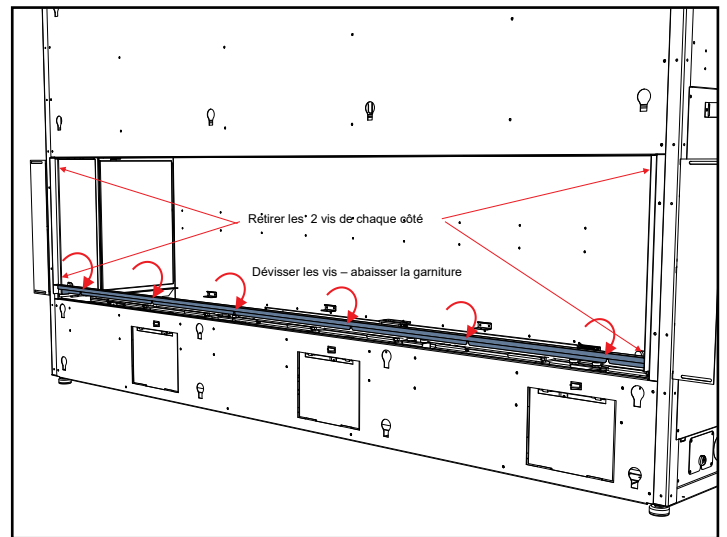 Retirer les 2 vis de chaque côté
Dévisser les vis – abaisser la garniture